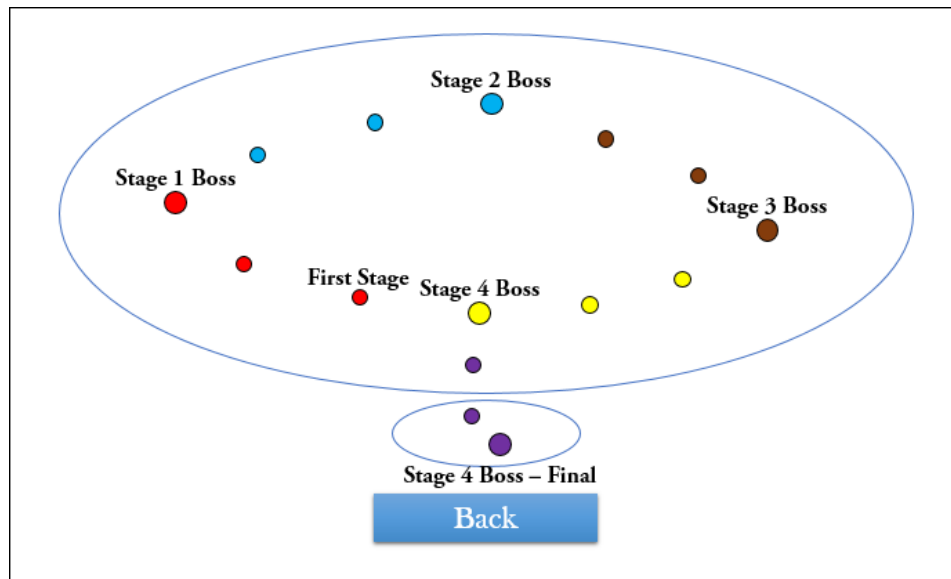 Stage 2 Boss
Stage 1 Boss
Stage 3 Boss
First Stage
Stage 4 Boss
Stage 4 Boss – Final
Back